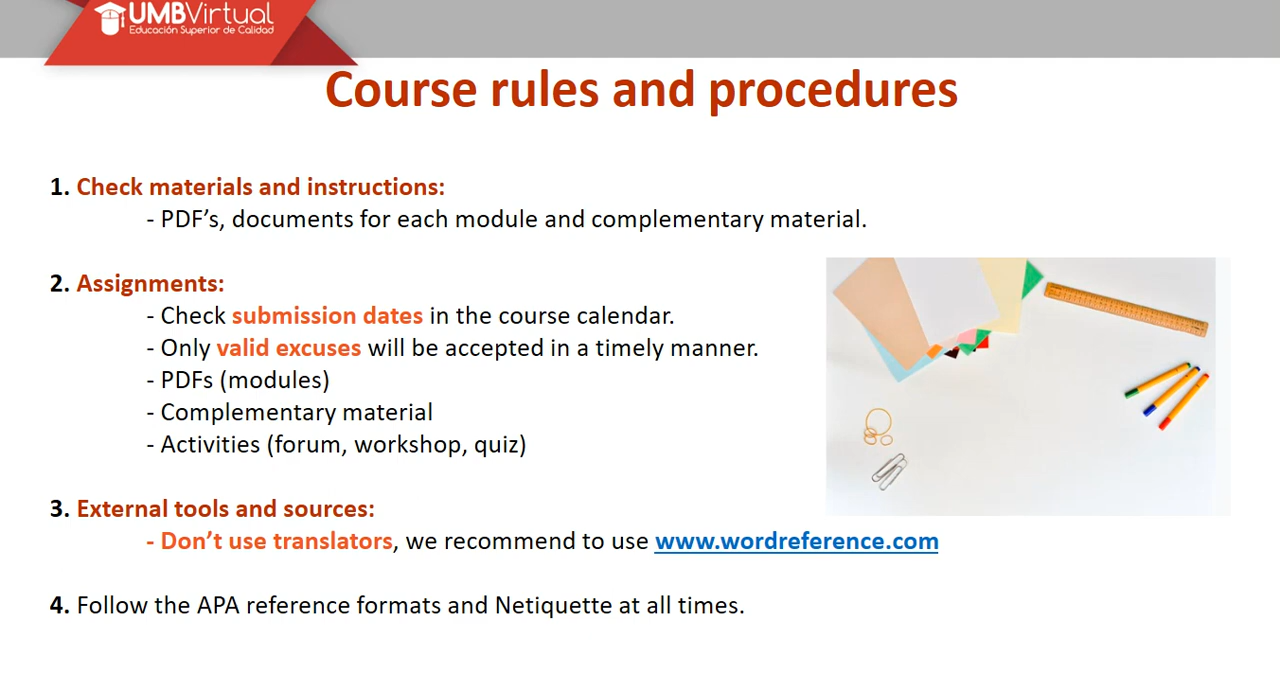 UMBVirtual
Educación Superior de Calidad
Course rules and procedures
1. Check materials and instructions:
- PDF’s, documents for each module and complementary material.
2. Assignments:
- Check submission dates in the course calendar.
- Only valid excuses will be accepted in a timely manner.
- PDFs (modules)
- Complementary material
- Activities (forum, workshop, quiz)
3. External tools and sources:
- Don’t use translators, we recommend to use www.wordreference.com
4. Follow the APA reference formats and Netiquette at all times.